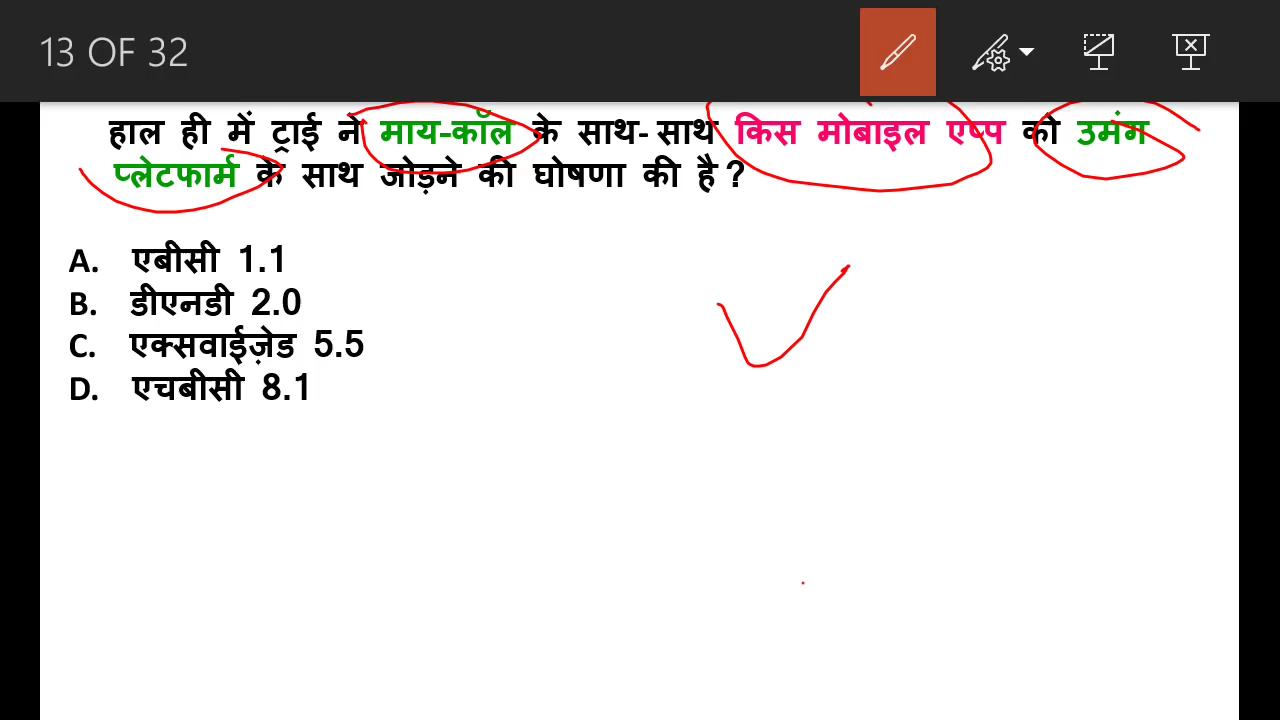 13 OF 32
हाल ही में ट्राई ने माय-कॉल के साथ- साथ किस मोबाइल एप्प को उमंग
प्लेटफार्म के साथ जोड़ने की घोषणा की है ?
A. एबीसी 1.1
B. डीएनडी 2.0
C. एक्सवाईज़ेड 5.5
D. एचबीसी 8.1